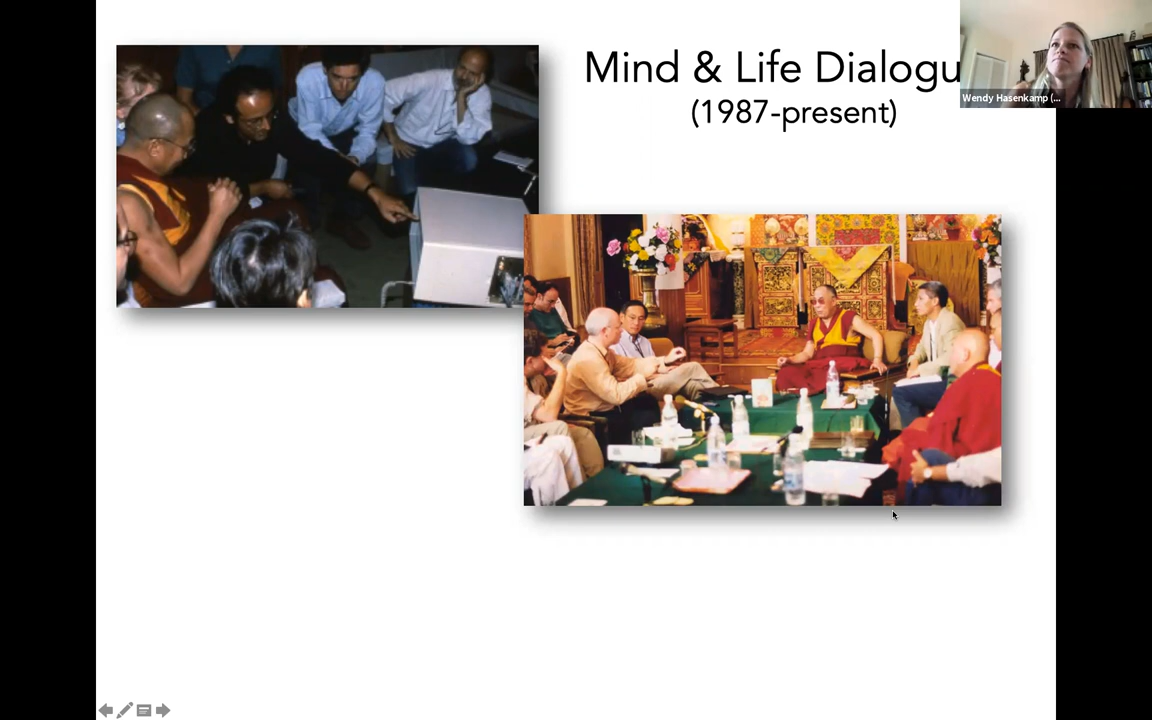 Mind & Life Dialogu
(1987-present)
Wendy Hasenkamp (...